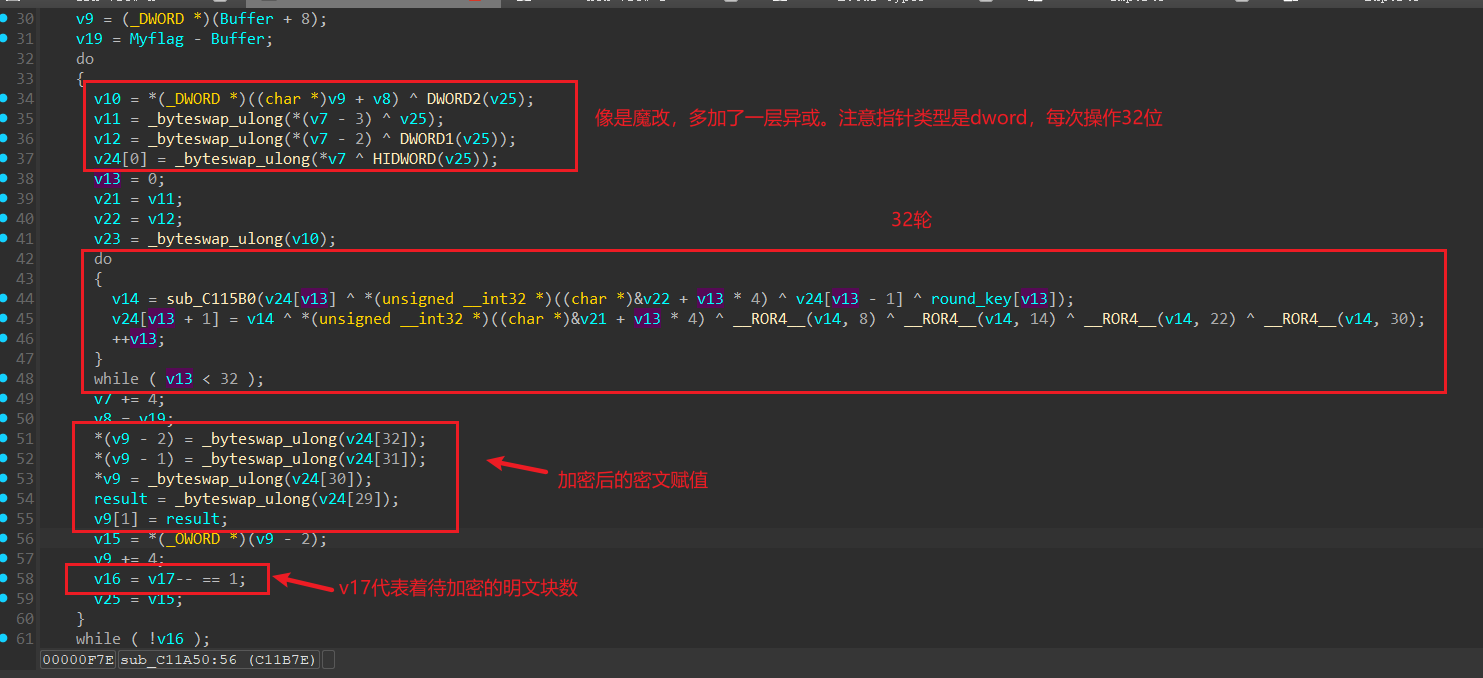 30 v9 = (_DWORD *)(Buffer + 8);
31 v19 = Myflag - Buffer;
32 do
33 {
34 v10 = *(_DWORD *)((char *)v9 + v8) ^ DWORD2(v25);
35 v11 = _byteswap_ulong(*(v7 - 3) ^ v25);
36 v12 = _byteswap_ulong(*(v7 - 2) ^ DWORD1(v25));
37 v24[0] = _byteswap_ulong(*v7 ^ HIDWORD(v25));
像是魔改，多加了一层异或。注意指针类型是dword，每次操作32位
38 v13 = 0;
39 v21 = v11;
40 v22 = v12;
41 v23 = _byteswap_ulong(v10);
32轮
42 do
43 {
44 v14 = sub_C115B0(v24[v13] ^ *(unsigned __int32 *)((char *)&v22 + v13 * 4) ^ v24[v13 - 1] ^ round_key[v13]);
45 v24[v13 + 1] = v14 ^ *(unsigned __int32 *)((char *)&v21 + v13 * 4) ^ __ROR4__(v14, 8) ^ __ROR4__(v14, 14) ^ __ROR4__(v14, 22) ^ __ROR4__(v14, 30);
46 ++v13;
47 }
48 while ( v13 < 32 );
49 v7 += 4;
50 v8 = v19;
51 *(v9 - 2) = _byteswap_ulong(v24[32]);
52 *(v9 - 1) = _byteswap_ulong(v24[31]);
53 *v9 = _byteswap_ulong(v24[30]);
加密后的密文赋值
54 result = _byteswap_ulong(v24[29]);
55 v9[1] = result;
56 v15 = *(_OWORD *)(v9 - 2);
57 v9 += 4;
58 v16 = v17-- == 1;
v17代表着待加密的明文块数
59 v25 = v15;
60 }
61 while ( !v16 );
00000F7E sub_C11A50:56 (C11B7E)